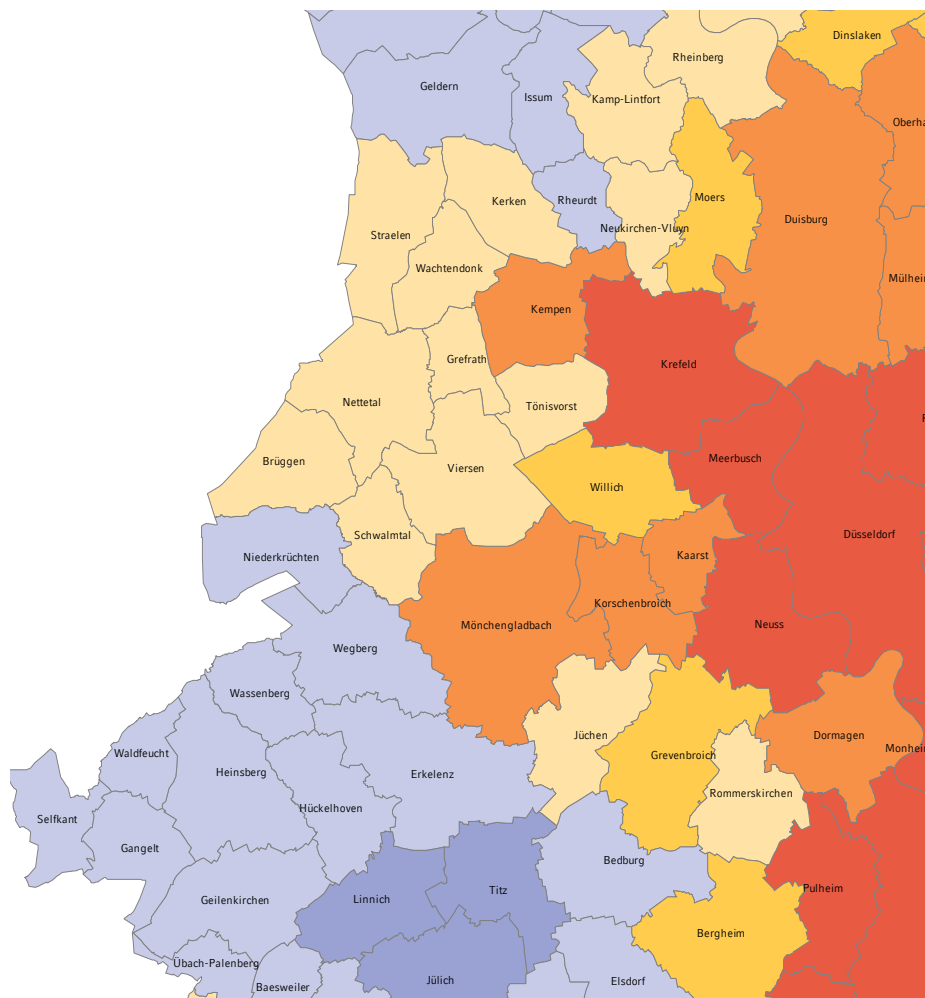 Dinslaken
Rheinberg
Geldern
Issum
Kamp-Lintfort
Oberha
Moers
Kerken
Rheurdt
Duisburg
Neukirchen-Vluyn
Straelen
Wachtendonk
Mülhei
Kempen
Grefrath
Krefeld
Nettetal
Tönisvorst
Brüggen
Viersen
Meerbusch
Willich
Schwalmtal
Düsseldorf
Niederkrüchten
Kaarst
Korschenbroich
Mönchengladbach
Neuss
Wegberg
Wassenberg
Jüchen
Dormagen
Waldfeucht
Grevenbroich
Monhei
Heinsberg
Erkelenz
Rommerskirchen
Hückelhoven
Selfkant
Gangelt
Bedburg
Linnich
Titz
Pulheim
Geilenkirchen
Bergheim
Übach-Palenberg
Jülich
Elsdorf
Baesweiler